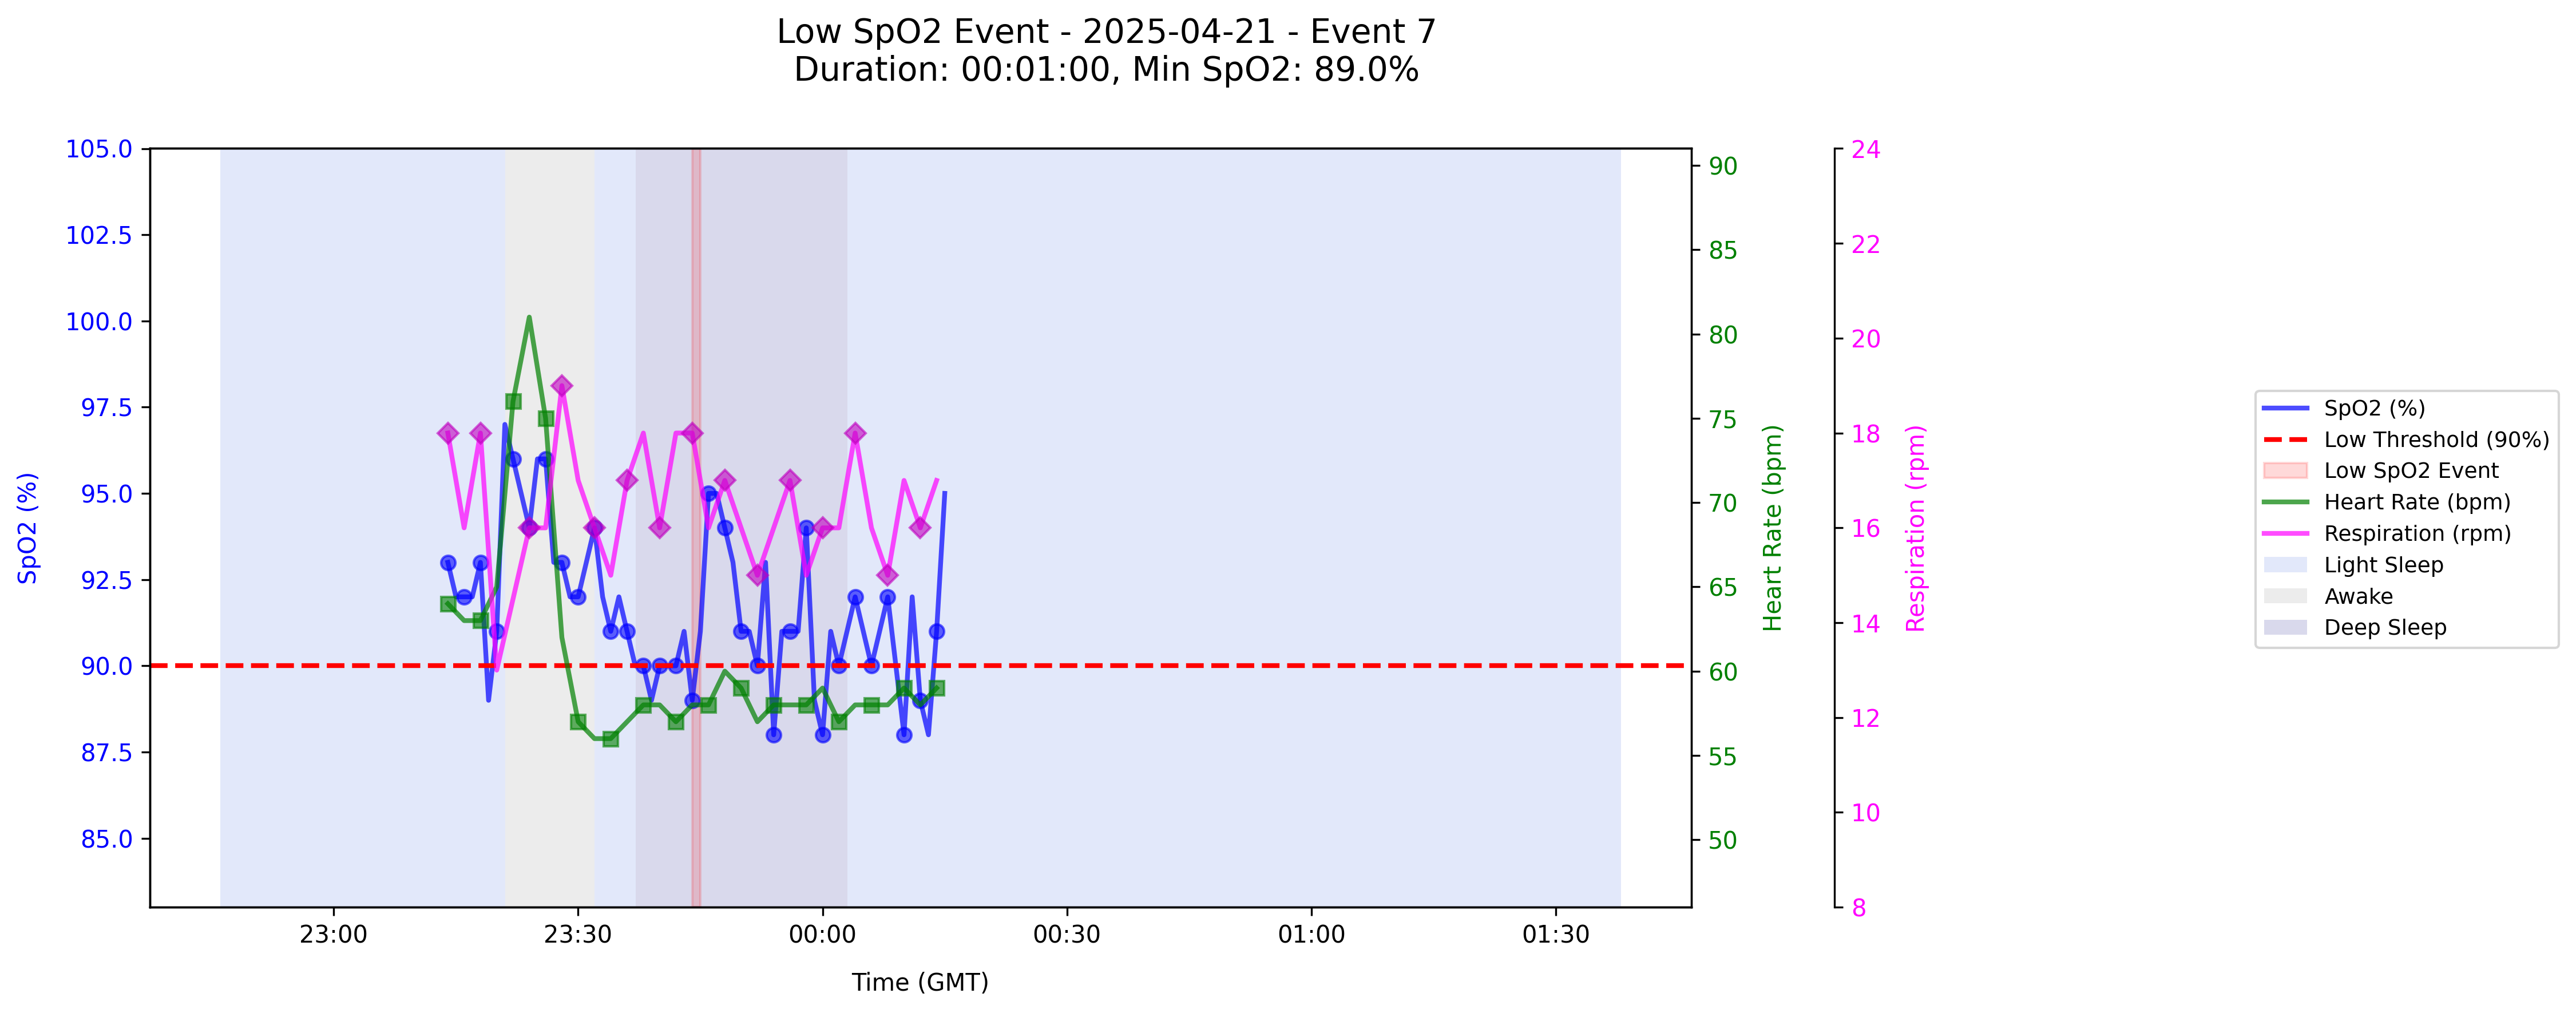 Low SpO2 Event - 2025-04-21 - Event 7
Duration: 00:01:00, Min SpO2: 89.0%
105.0
102.5
100.0
97.5
95.0
92.5
90.0
87.5
85.0
SpO2 (%)
90
85
80
75
70
65
60
55
50
Heart Rate (bpm)
24
22
20
18
16
14
12
10
8
Respiration (rpm)
23:00
23:30
00:00
00:30
01:00
01:30
Time (GMT)
SpO2 (%)
Low Threshold (90%)
Low SpO2 Event
Heart Rate (bpm)
Respiration (rpm)
Light Sleep
Awake
Deep Sleep